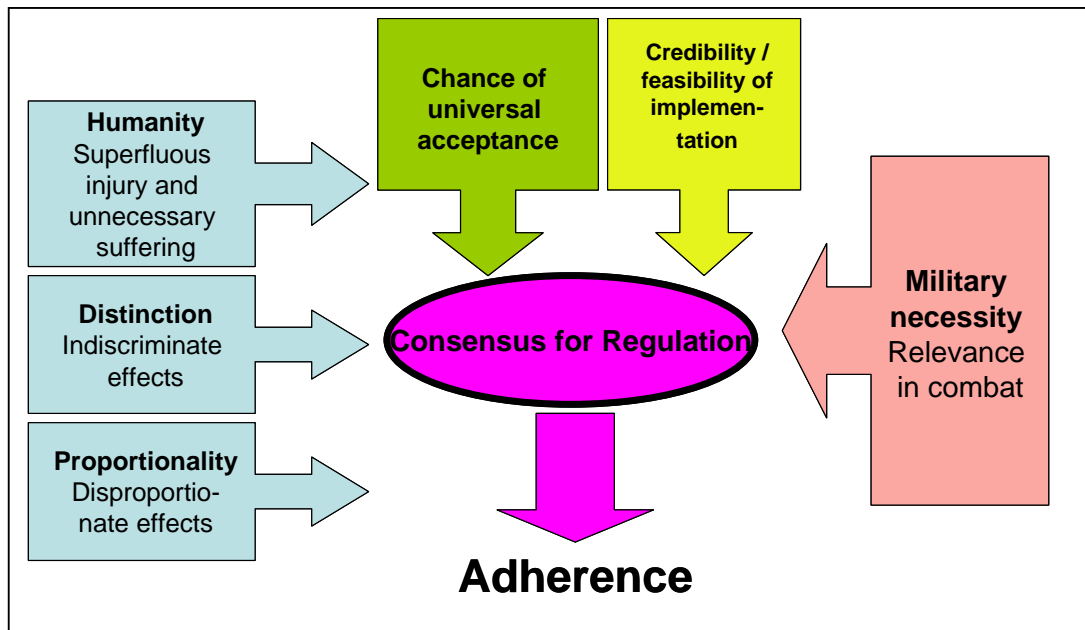 Humanity
Superfluous
injury and
unnecessary
suffering
Distinction
Indiscriminate
effects
Proportionality
Disproportio-
nate effects
Chance of
universal
acceptance
Credibility /
feasibility of
implemen-
tation
Consensus for Regulation
Military
necessity
Relevance
in combat
Adherence